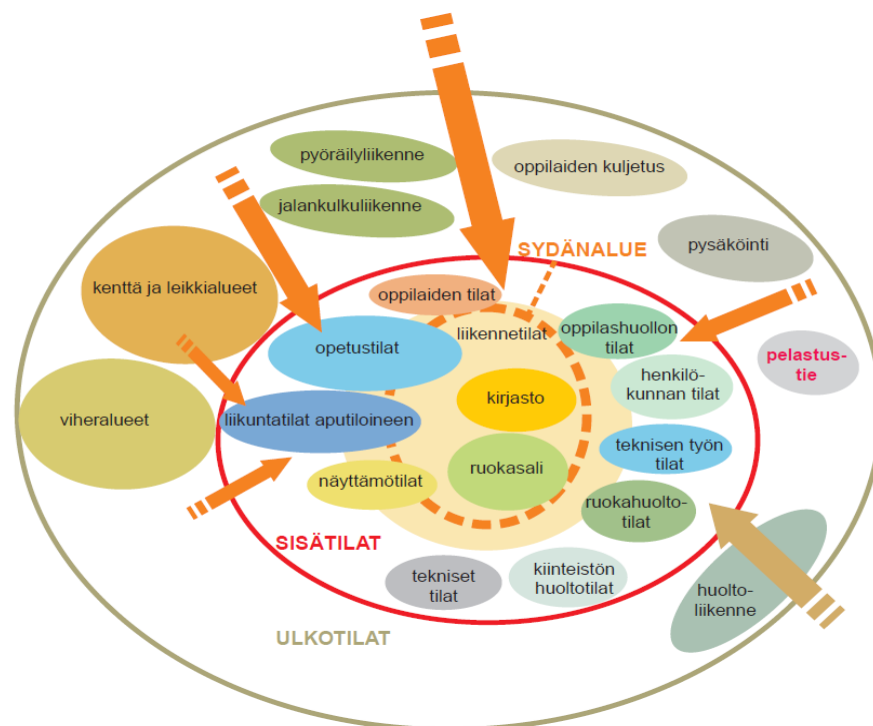 pyöräilyliikenne
oppilaiden kuljetus
jalankulkuliikenne
SYDÄNALUE
pysäköinti
kenttä ja leikkialueet
oppilaiden tilat
liikennetilat
oppilashuollon
tilat
opetustilat
pelastus-
tie
henkilö-
kunnan tilat
kirjasto
viheralueet
liikuntatilat aputiloineen
teknisen työn
tilat
ruokasali
näyttämötilat
ruokahuolto-
tilat
SISÄTILAT
tekniset
tilat
kiinteistön
huoltotilat
huolto-
liikenne
ULKOTILAT